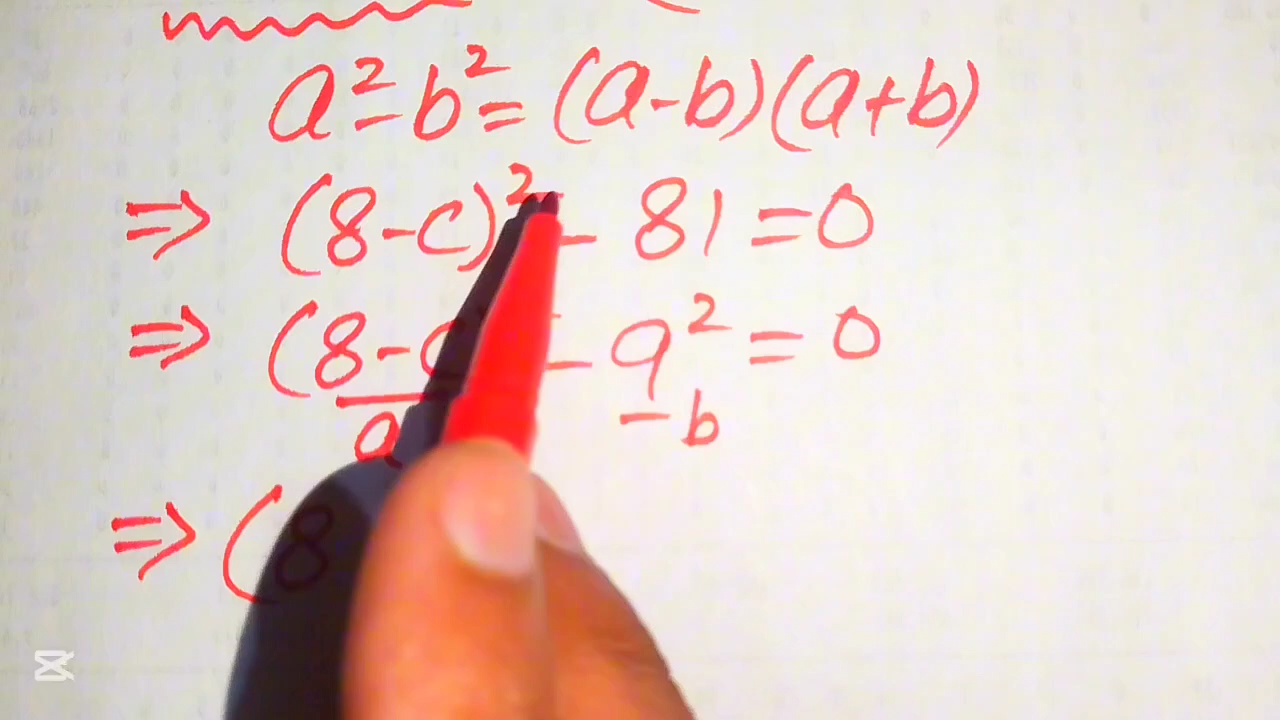 a² - b² = (a-b)(a+b)
⇒ (8-c)² - 81 = 0
⇒ (8-c - 9² = 0
a - b
⇒ (8